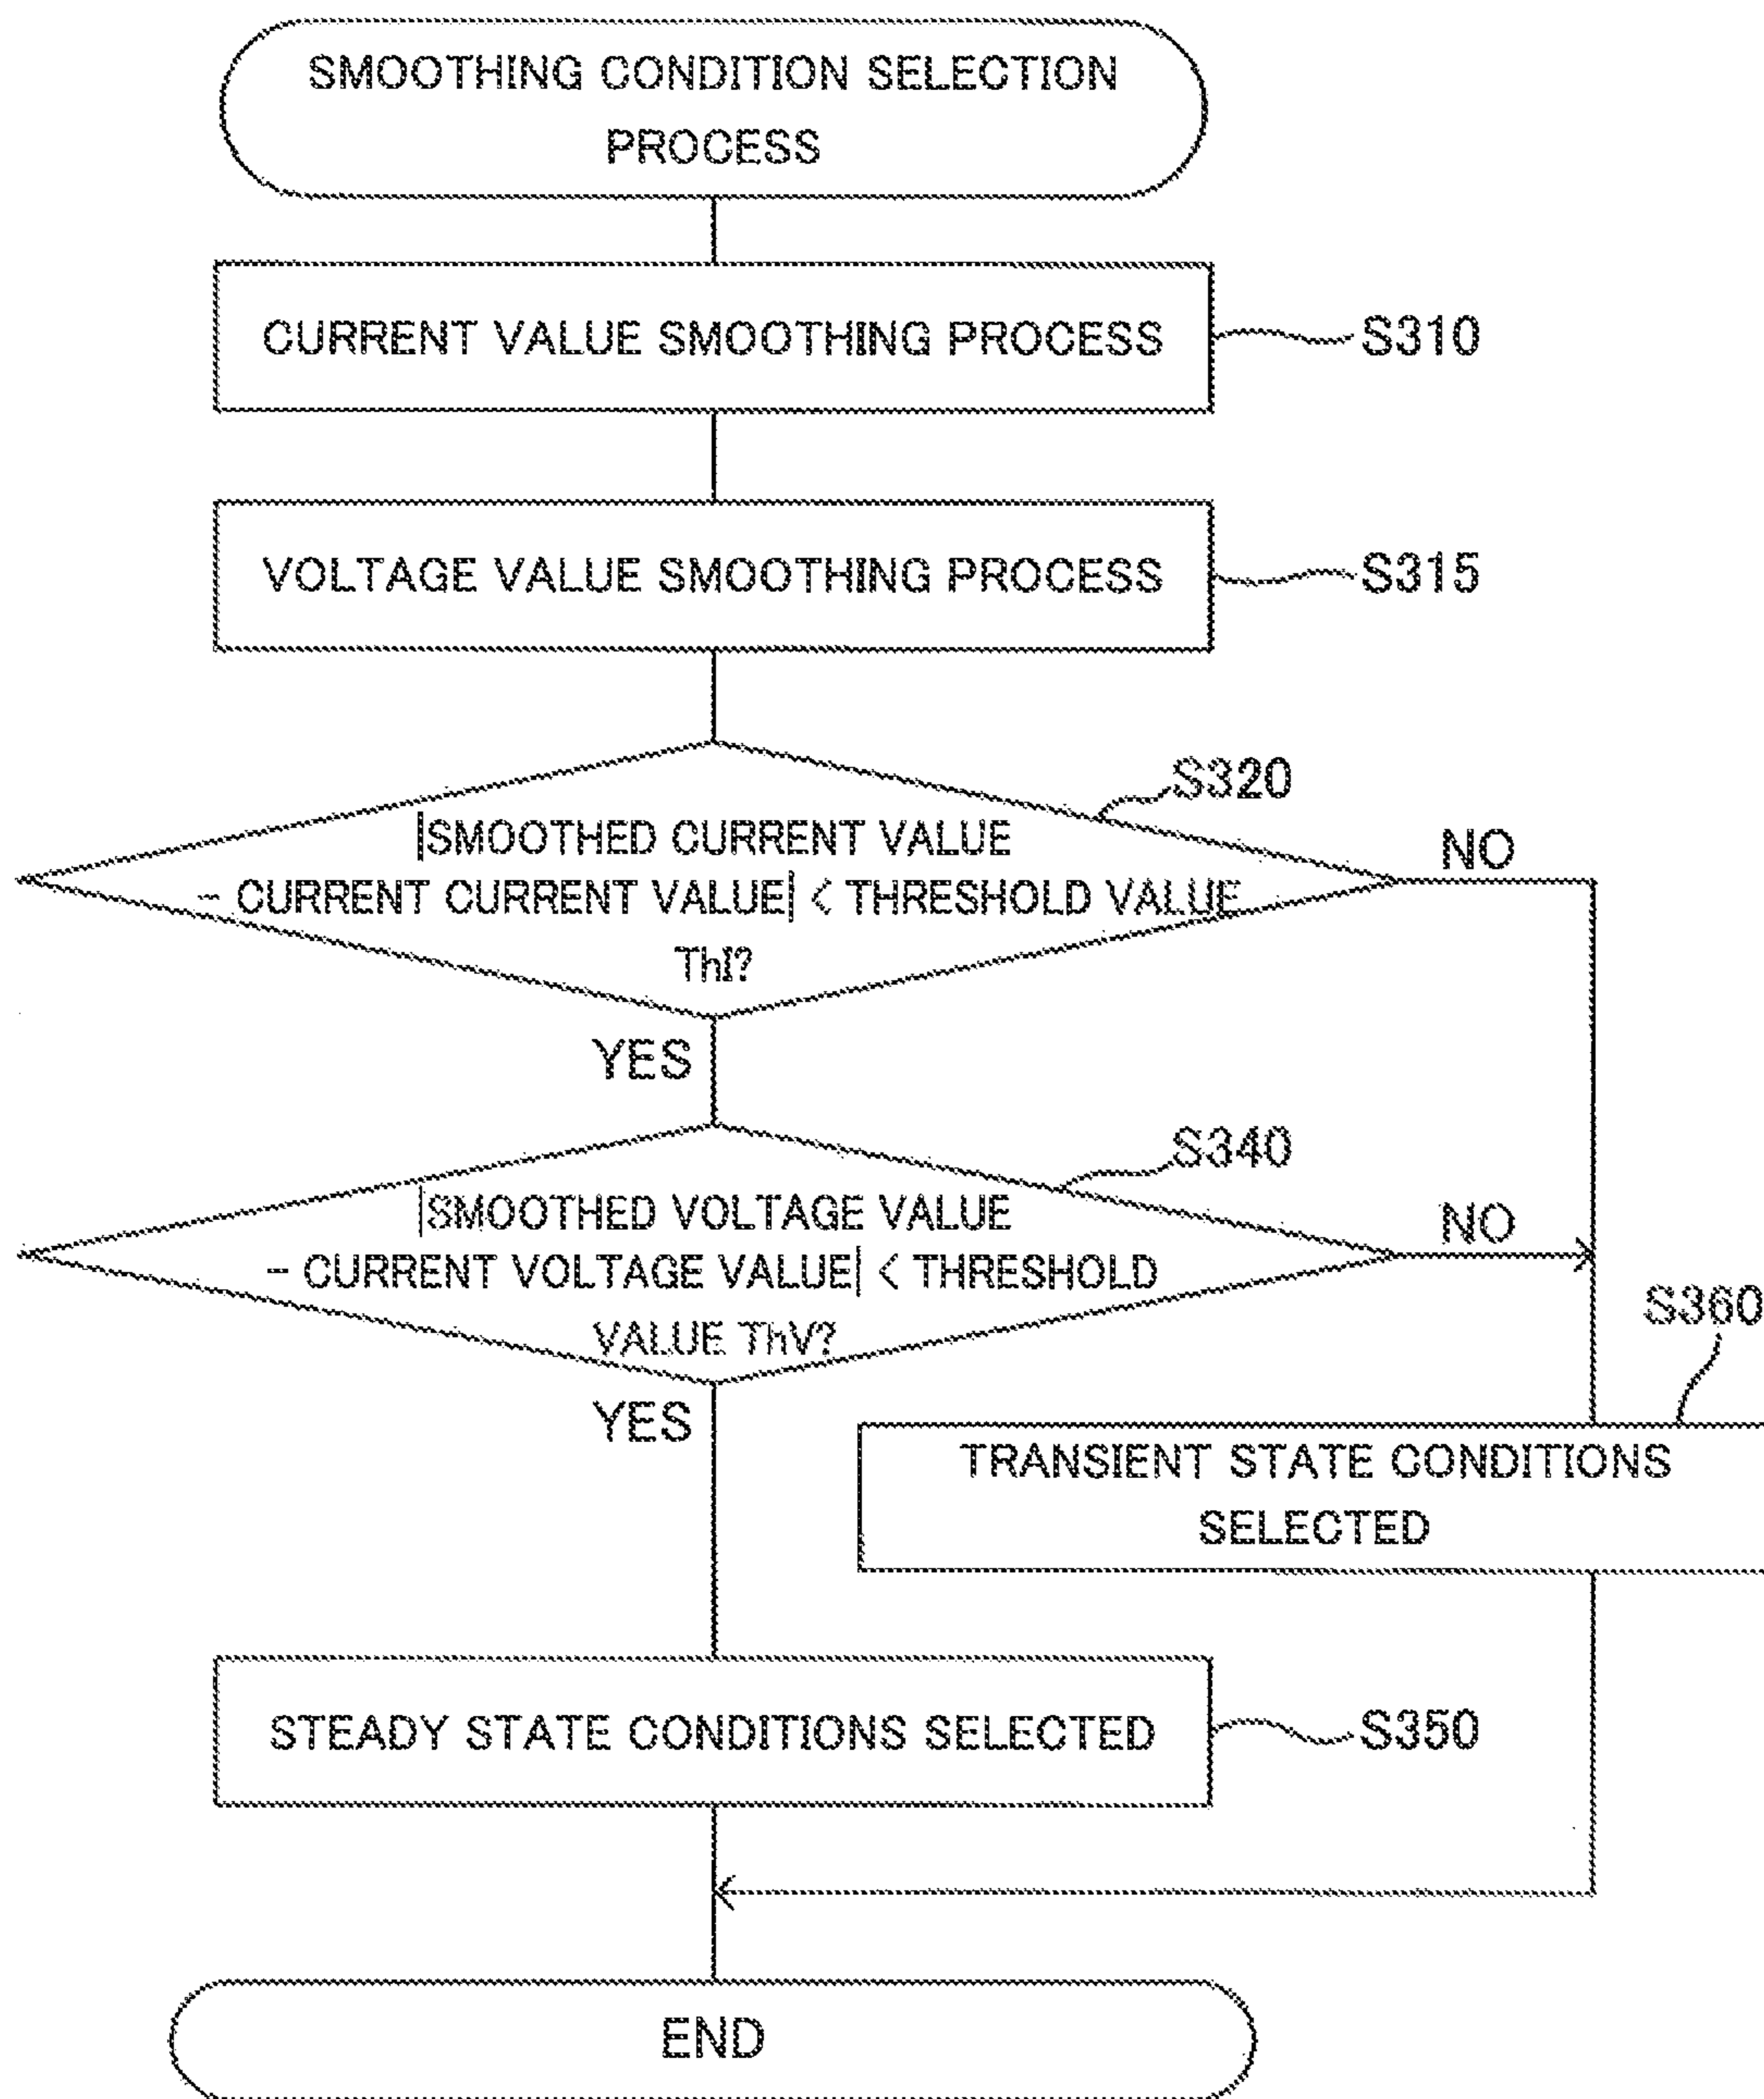 SMOOTHING CONDITION SELECTION
PROCESS
CURRENT VALUE SMOOTHING PROCESS
S310
VOLTAGE VALUE SMOOTHING PROCESS
S315
S320
|SMOOTHED CURRENT VALUE
- CURRENT CURRENT VALUE| < THRESHOLD VALUE
ThI?
NO
YES
S340
|SMOOTHED VOLTAGE VALUE
- CURRENT VOLTAGE VALUE| < THRESHOLD
VALUE ThV?
NO
YES
S360
TRANSIENT STATE CONDITIONS
SELECTED
STEADY STATE CONDITIONS SELECTED
S350
END